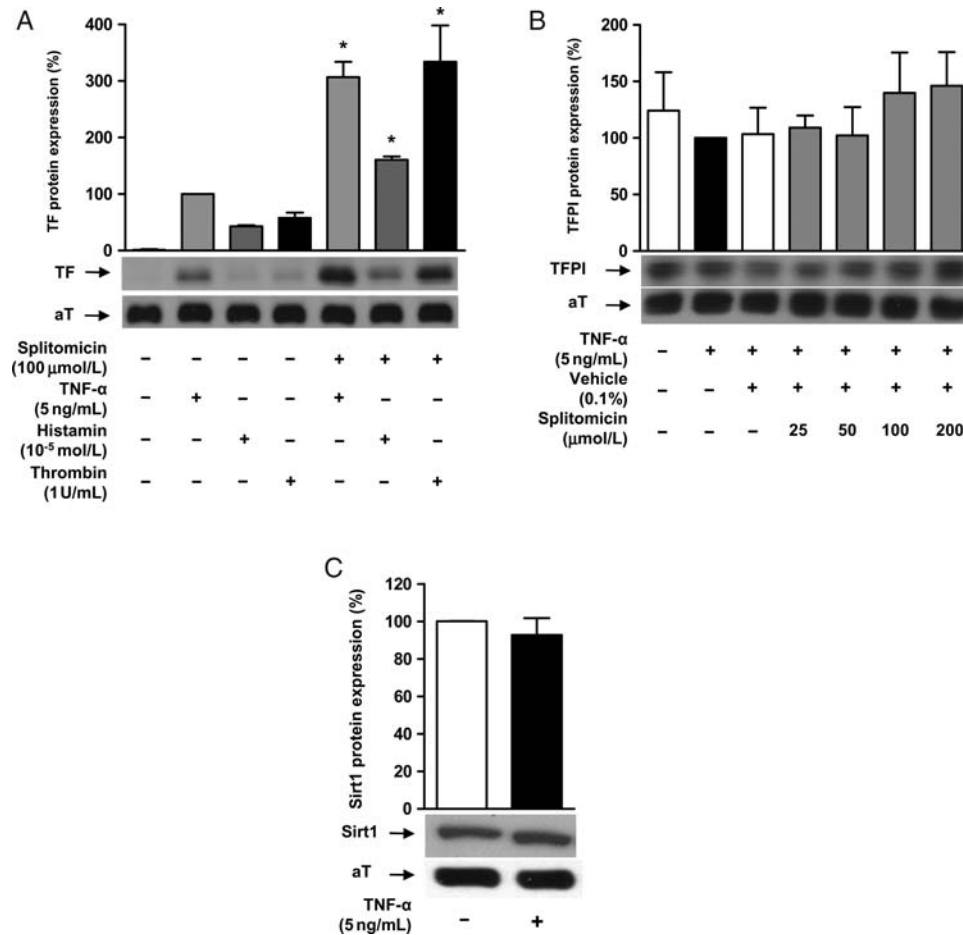 A
TF protein expression (%)
400
300
200
150
100
50
0
* * *
TF
aT
Splitomicin (100 µmol/L) – – – – + + +
TNF-α (5 ng/mL) – + – – + – –
Histamin (10⁻⁵ mol/L) – – + – – + –
Thrombin (1U/mL) – – – + – – +
B
TFPI protein expression (%)
200
150
100
50
0
TFPI
aT
TNF-α (5 ng/mL) – + + + + + +
Vehicle (0.1%) – – + + + + +
Splitomicin (µmol/L) – – – 25 50 100 200
C
Sirt1 protein expression (%)
120
100
80
60
40
20
0
Sirt1
aT
TNF-α (5 ng/mL) – +